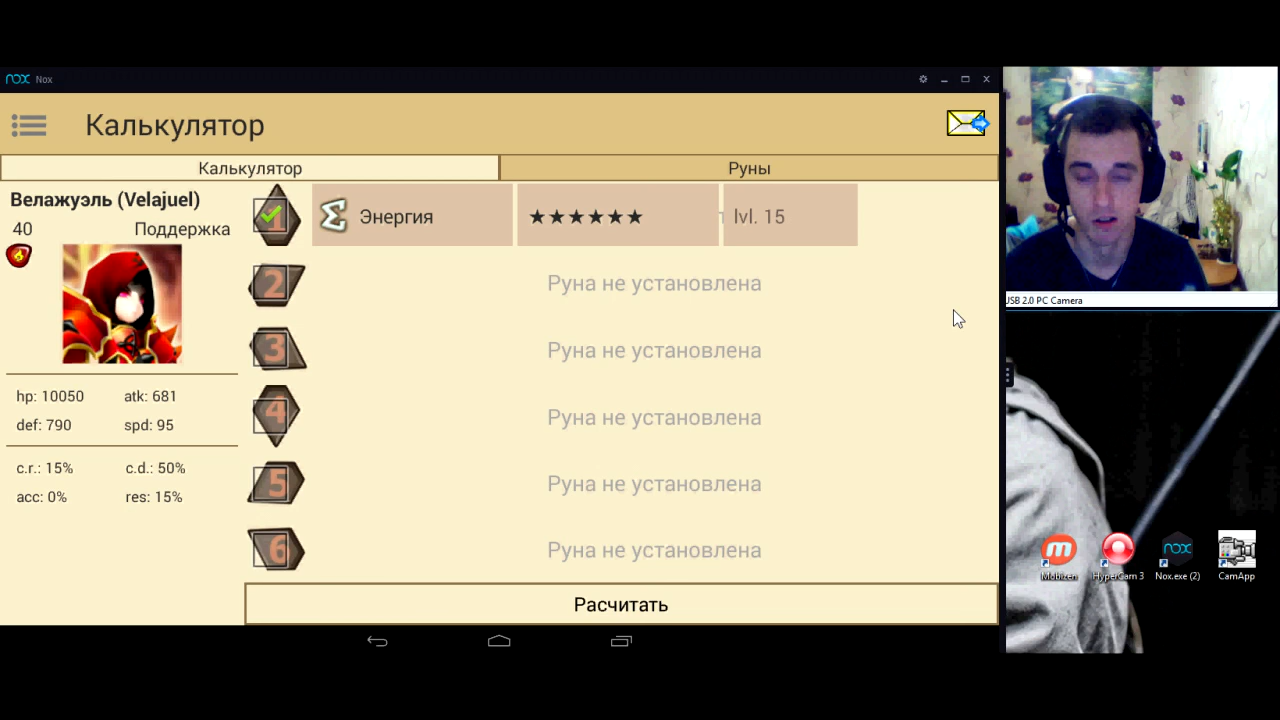 nox Nox
Калькулятор
Калькулятор
Руны
Велажуэль (Velajuel)
40 Поддержка
hp: 10050 atk: 681
def: 790 spd: 95
c.r.: 15% c.d.: 50%
acc: 0% res: 15%
1 Энергия ★★★★★★ lvl. 15
2 Руна не установлена
3 Руна не установлена
4 Руна не установлена
5 Руна не установлена
6 Руна не установлена
Расчитать
USB 2.0 PC Camera
Mobizen
HyperCam 3
nox
Nox.exe (2)
CamApp